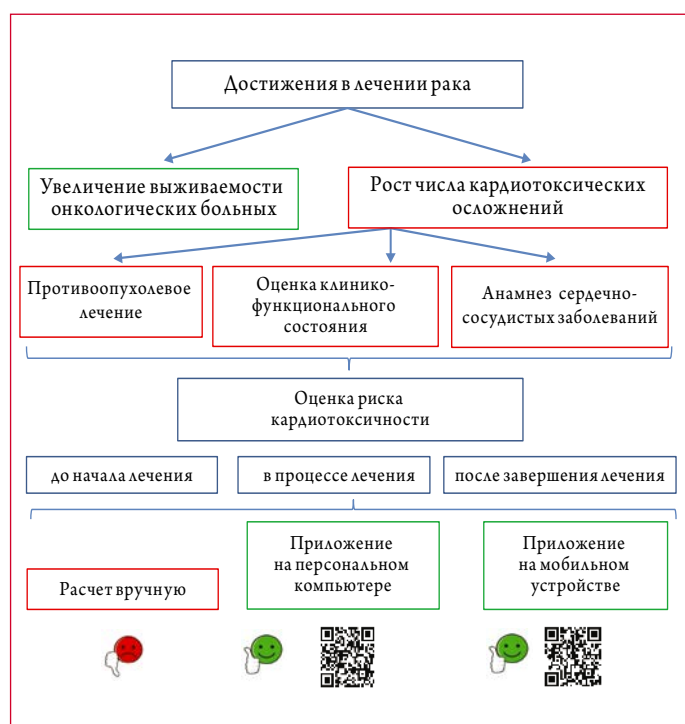 Достижения в лечении рака
Увеличение выживаемости
онкологических больных
Рост числа кардиотоксических
осложнений
Противоопухолевое
лечение
Оценка клинико-
функционального
состояния
Анамнез сердечно-
сосудистых заболеваний
Оценка риска
кардиотоксичности
до начала лечения
в процессе лечения
после завершения лечения
Расчет вручную
Приложение
на персональном
компьютере
Приложение
на мобильном
устройстве